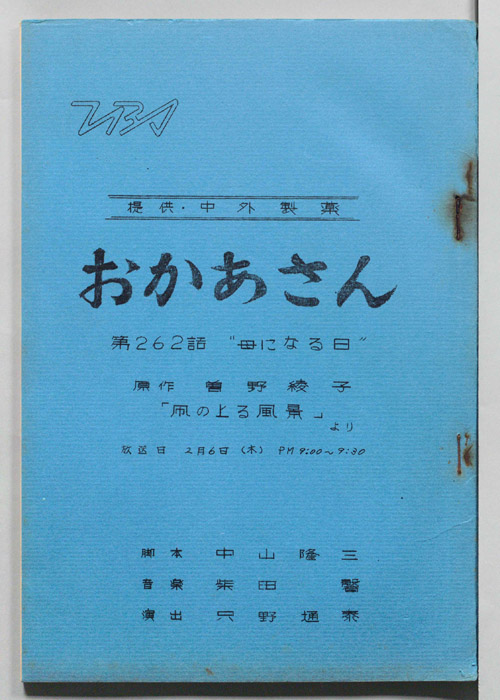 TBS
提供・中外製薬
おかあさん
第262話 “母になる日”
原作 曽野綾子
「凧の上る風景」
より
放送日 2月6日(木) PM 9:00〜9:30
脚本 中山隆三
音楽 柴田馨
演出 只野通泰